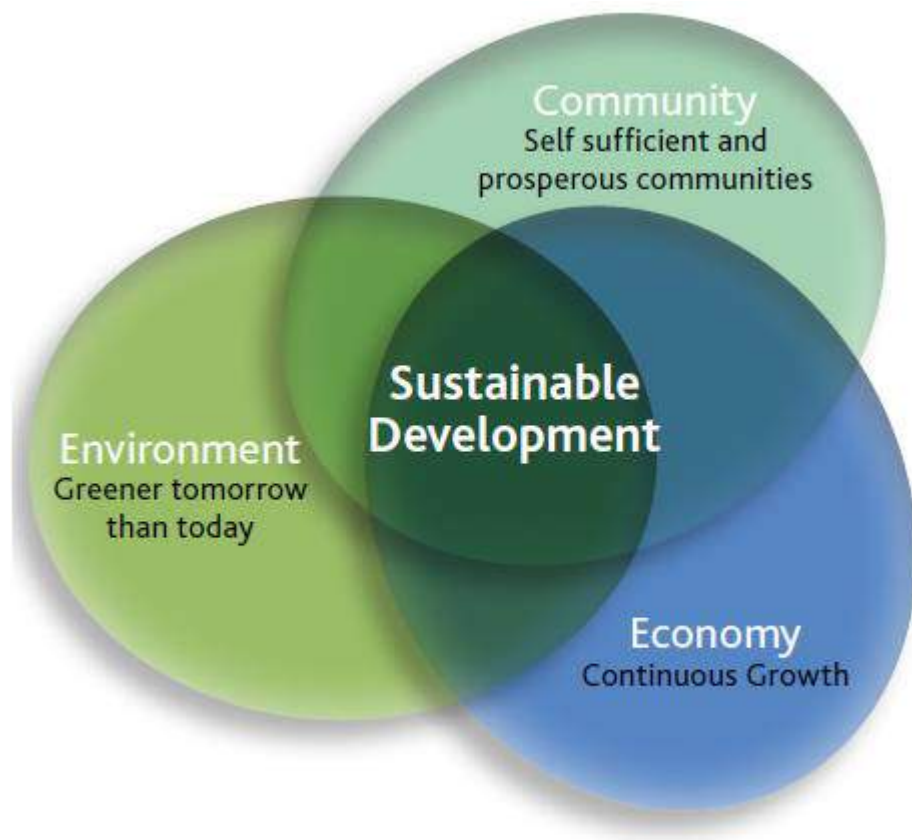 Community
Self sufficient and
prosperous communities
Sustainable
Development
Environment
Greener tomorrow
than today
Economy
Continuous Growth